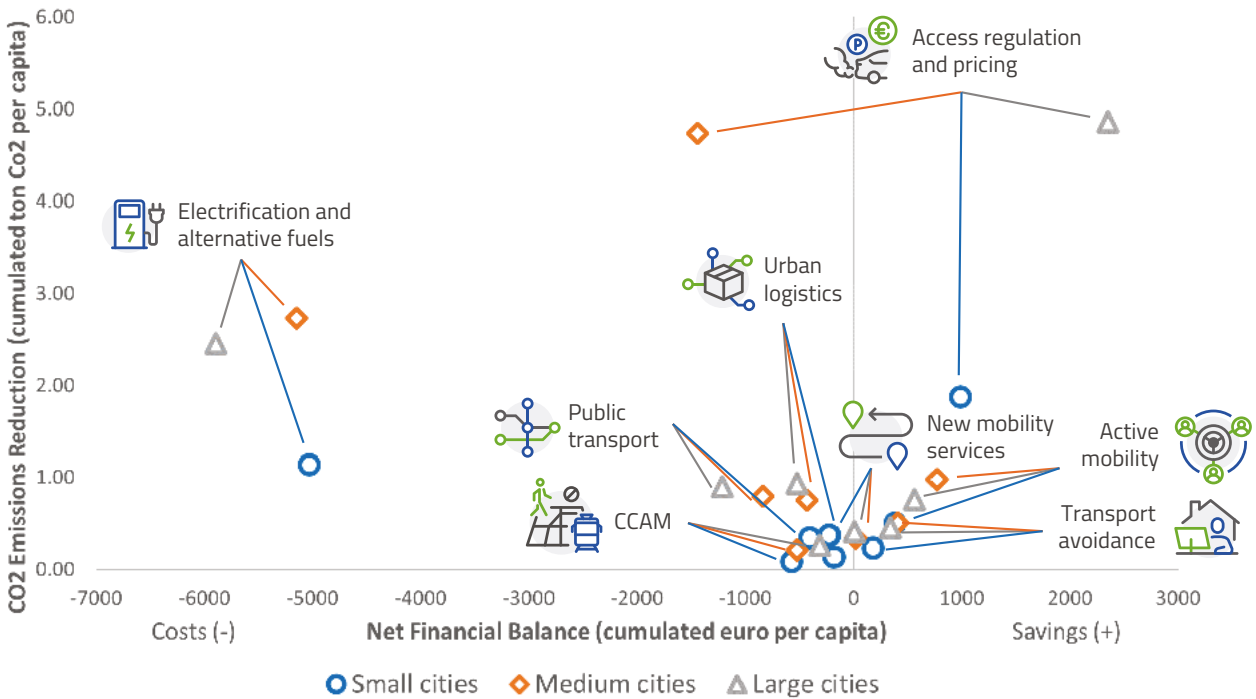 CO2 Emissions Reduction (cumulated ton Co2 per capita)
6.00
5.00
4.00
3.00
2.00
1.00
0.00
P
€
Access regulation
and pricing
Electrification and
alternative fuels
Urban
logistics
Public
transport
New mobility
services
Active
mobility
CCAM
Transport
avoidance
-7000
-6000
-5000
-4000
-3000
-2000
-1000
0
1000
2000
3000
Costs (-)
Net Financial Balance (cumulated euro per capita)
Savings (+)
Small cities
Medium cities
Large cities